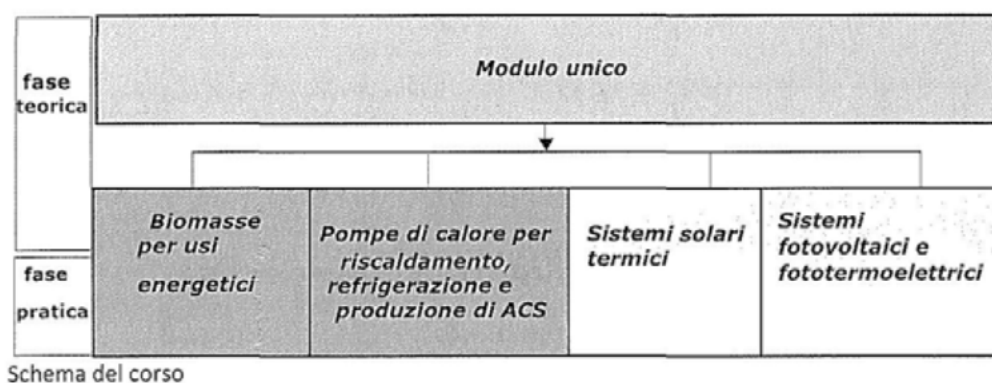 fase
teorica
Modulo unico
Biomasse
per usi
energetici
Pompe di calore per
riscaldamento,
refrigerazione e
produzione di ACS
Sistemi solari
termici
Sistemi
fotovoltaici e
fototermoelettrici
fase
pratica
Schema del corso